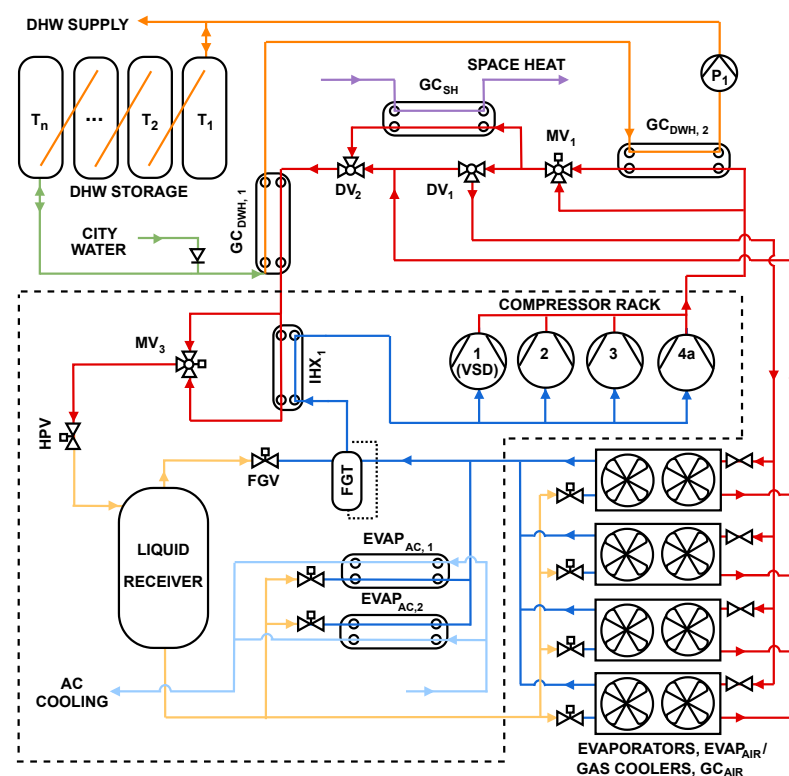 DHW SUPPLY
SPACE HEAT
P1
GCSH
Tn
...
T2
T1
MV1
GCDWH, 2
DHW STORAGE
DV2
DV1
GCDWH, 1
CITY
WATER
COMPRESSOR RACK
MV3
IHX1
1
(VSD)
2
3
4a
HPV
FGV
FGT
LIQUID
RECEIVER
EVAPAC, 1
EVAPAC,2
AC
COOLING
EVAPORATORS, EVAPAIR/
GAS COOLERS, GCAIR